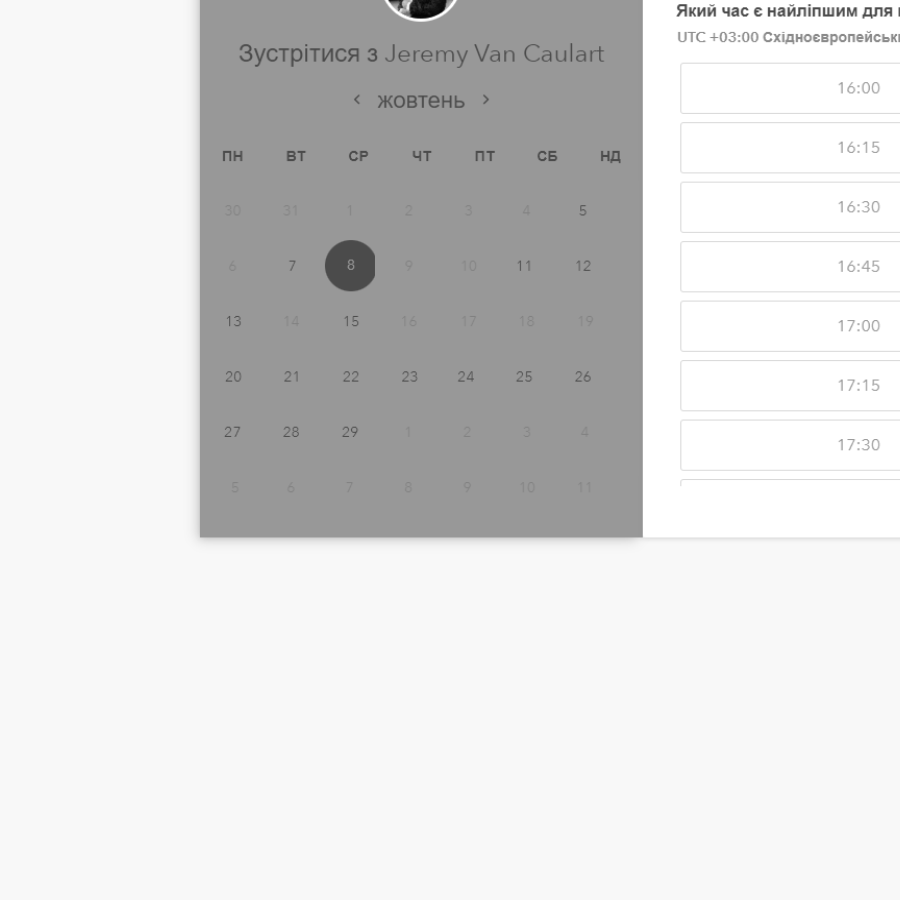 Зустрітися з Jeremy Van Caulart
‹ жовтень ›
ПН ВТ СР ЧТ ПТ СБ НД
30 31 1 2 3 4 5
6 7 8 9 10 11 12
13 14 15 16 17 18 19
20 21 22 23 24 25 26
27 28 29 1 2 3 4
5 6 7 8 9 10 11
Який час є найліпшим для
UTC +03:00
16:00
16:15
16:30
16:45
17:00
17:15
17:30